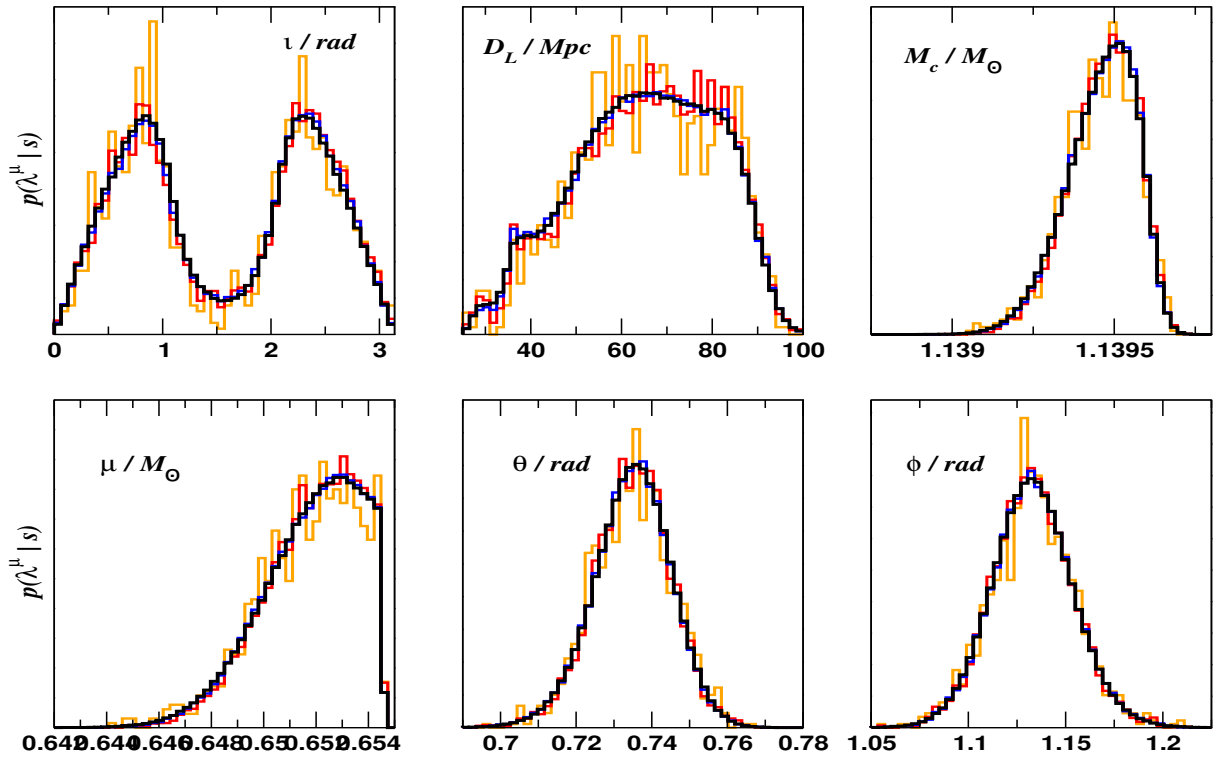 ι / rad
D_L / Mpc
M_c / M_⊙
p(λ^μ | s)
0 1 2 3
40 60 80 100
1.139 1.1395
μ / M_⊙
θ / rad
ϕ / rad
p(λ^μ | s)
0.642 0.644 0.646 0.648 0.650 0.652 0.654
0.7 0.72 0.74 0.76 0.78
1.05 1.1 1.15 1.2